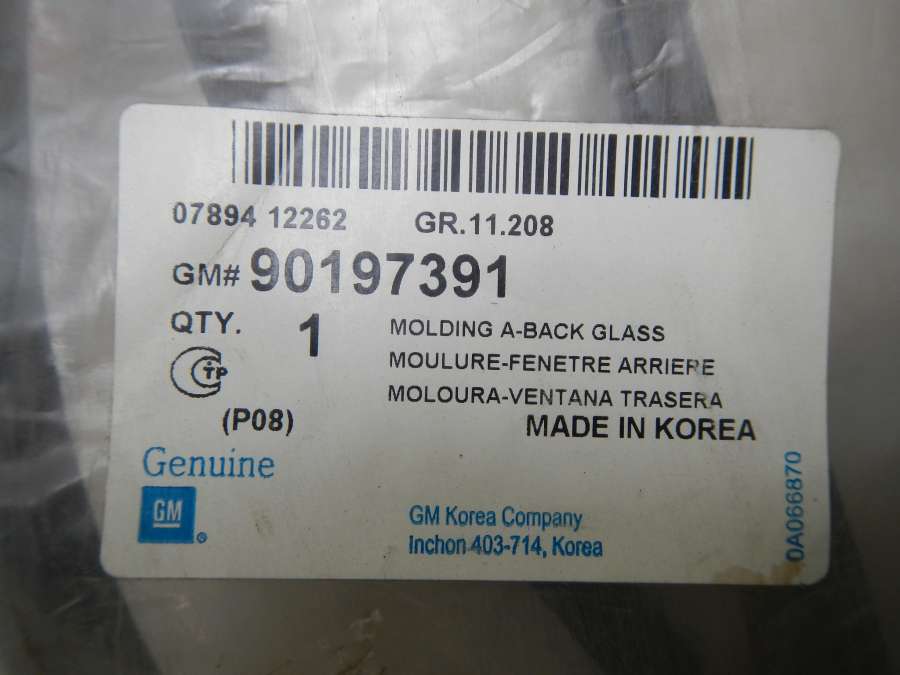 07894 12262 GR.11.208
GM# 90197391
QTY. 1 MOLDING A-BACK GLASS
MOULURE-FENETRE ARRIERE
MOLOURA-VENTANA TRASERA
TP
(P08) MADE IN KOREA
Genuine
GM
GM Korea Company
Inchon 403-714, Korea
0A066870